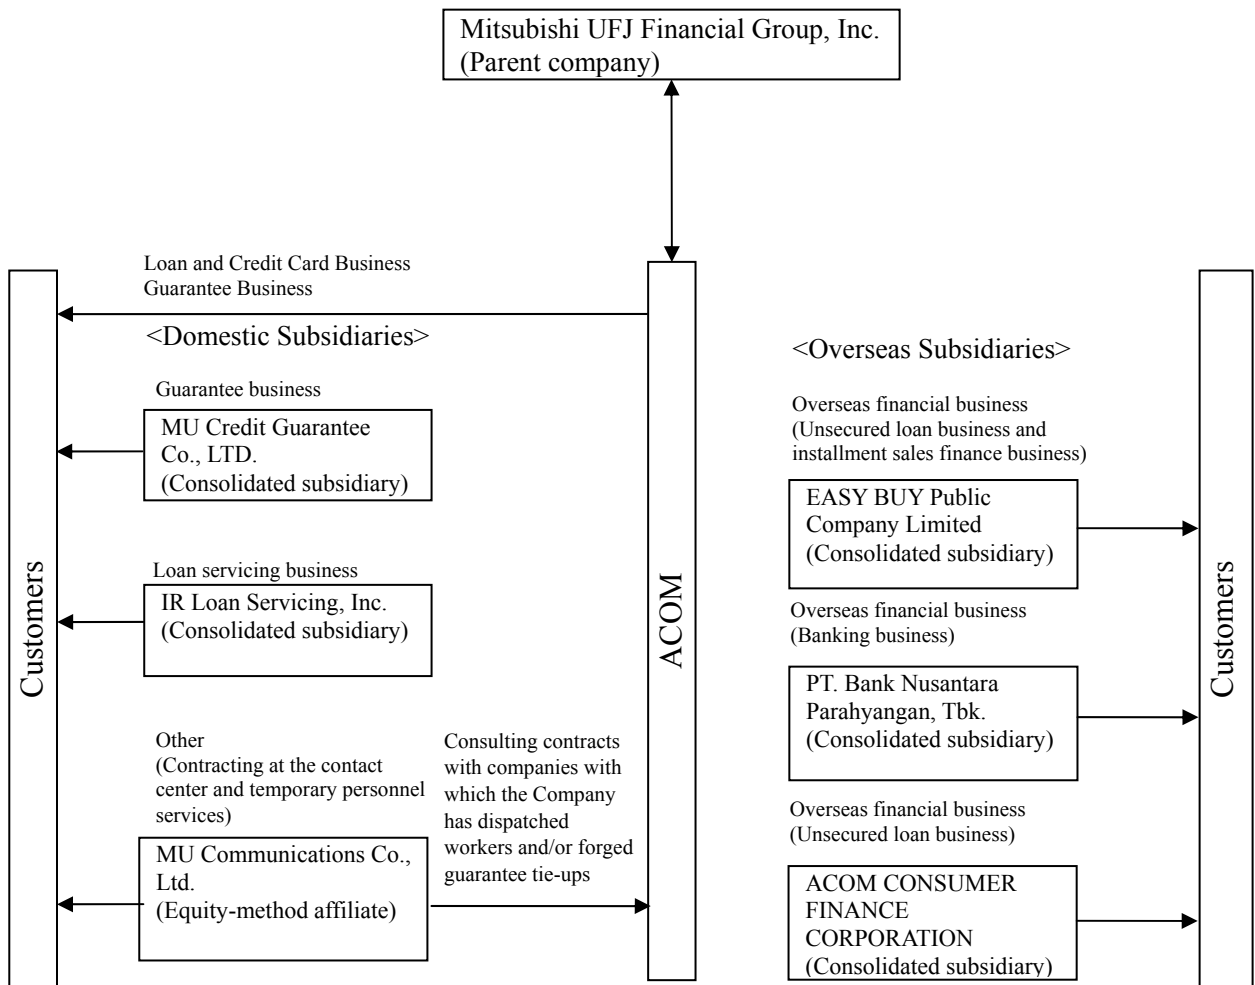 Mitsubishi UFJ Financial Group, Inc.
(Parent company)
Loan and Credit Card Business
Guarantee Business
<Domestic Subsidiaries>
Guarantee business
MU Credit Guarantee
Co., LTD.
(Consolidated subsidiary)
Loan servicing business
IR Loan Servicing, Inc.
(Consolidated subsidiary)
Other
(Contracting at the contact
center and temporary personnel
services)
MU Communications Co.,
Ltd.
(Equity-method affiliate)
Consulting contracts
with companies with
which the Company
has dispatched
workers and/or forged
guarantee tie-ups
Customers
ACOM
<Overseas Subsidiaries>
Overseas financial business
(Unsecured loan business and
installment sales finance business)
EASY BUY Public
Company Limited
(Consolidated subsidiary)
Overseas financial business
(Banking business)
PT. Bank Nusantara
Parahyangan, Tbk.
(Consolidated subsidiary)
Overseas financial business
(Unsecured loan business)
ACOM CONSUMER
FINANCE
CORPORATION
(Consolidated subsidiary)
Customers